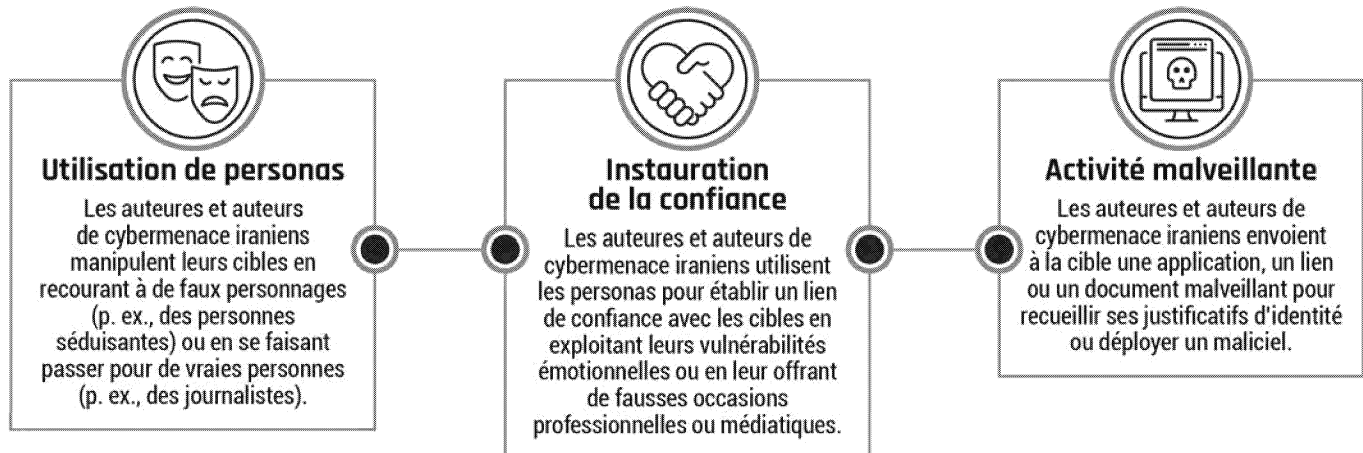 Utilisation de personas
Les auteures et auteurs
de cybermenace iraniens
manipulent leurs cibles en
recourant à de faux personnages
(p. ex., des personnes
séduisantes) ou en se faisant
passer pour de vraies personnes
(p. ex., des journalistes).
Instauration
de la confiance
Les auteures et auteurs de
cybermenace iraniens utilisent
les personas pour établir un lien
de confiance avec les cibles en
exploitant leurs vulnérabilités
émotionnelles ou en leur offrant
de fausses occasions
professionnelles ou médiatiques.
Activité malveillante
Les auteures et auteurs de
cybermenace iraniens envoient
à la cible une application, un lien
ou un document malveillant pour
recueillir ses justificatifs d'identité
ou déployer un maliciel.